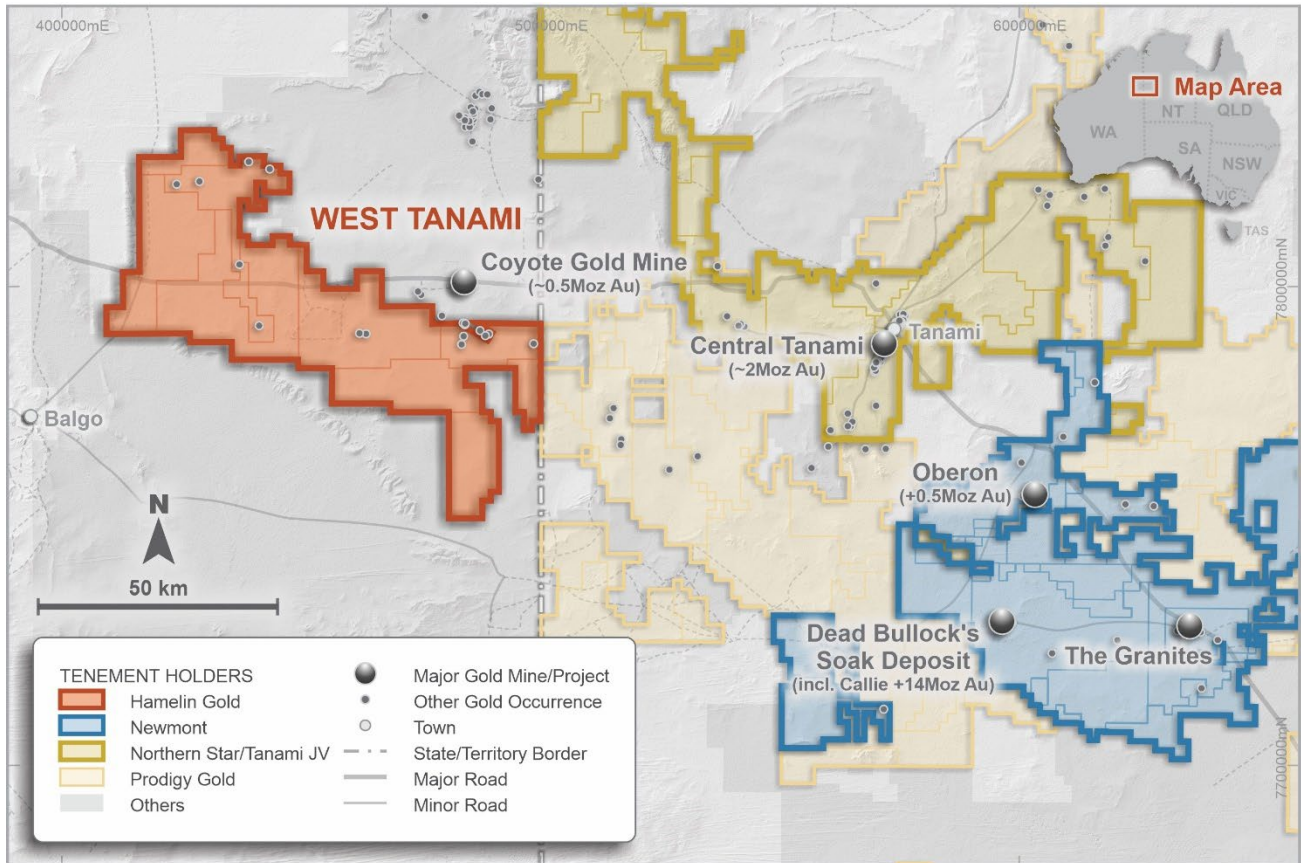 400000mE
500000mE
600000mE
Map Area
WA
NT
QLD
SA
NSW
VIC
TAS
WEST TANAMI
Coyote Gold Mine
(~0.5Moz Au)
7800000mN
Tanami
Central Tanami
(~2Moz Au)
Balgo
Oberon
(+0.5Moz Au)
N
50 km
Dead Bullock's
Soak Deposit
(incl. Callie +14Moz Au)
The Granites
7700000mN
TENEMENT HOLDERS
Hamelin Gold
Newmont
Northern Star/Tanami JV
Prodigy Gold
Others
Major Gold Mine/Project
Other Gold Occurrence
Town
State/Territory Border
Major Road
Minor Road